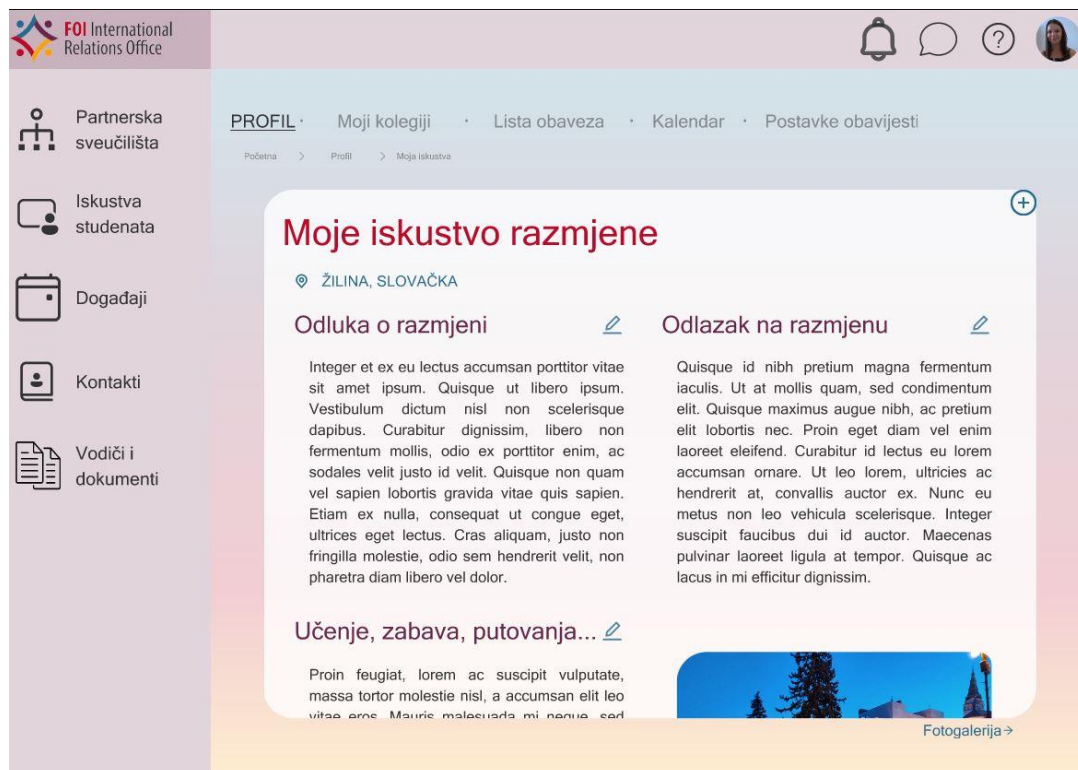 FOI International
Relations Office
Partnerska
sveučilišta
Iskustva
studenata
Događaji
Kontakti
Vodiči i
dokumenti
PROFIL · Moji kolegiji · Lista obaveza · Kalendar · Postavke obavijesti
Početna > Profil > Moja iskustva
Moje iskustvo razmjene
ŽILINA, SLOVAČKA
Odluka o razmjeni
Integer et ex eu lectus accumsan porttitor vitae
sit amet ipsum. Quisque ut libero ipsum.
Vestibulum dictum nisl non scelerisque
dapibus. Curabitur dignissim, libero non
fermentum mollis, odio ex porttitor enim, ac
sodales velit justo id velit. Quisque non quam
vel sapien lobortis gravida vitae quis sapien.
Etiam ex nulla, consequat ut congue eget,
ultrices eget lectus. Cras aliquam, justo non
fringilla molestie, odio sem hendrerit velit, non
pharetra diam libero vel dolor.
Odlazak na razmjenu
Quisque id nibh pretium magna fermentum
iaculis. Ut at mollis quam, sed condimentum
elit. Quisque maximus augue nibh, ac pretium
elit lobortis nec. Proin eget diam vel enim
laoreet eleifend. Curabitur id lectus eu lorem
accumsan ornare. Ut leo lorem, ultricies ac
hendrerit at, convallis auctor ex. Nunc eu
metus non leo vehicula scelerisque. Integer
suscipit faucibus dui id auctor. Maecenas
pulvinar laoreet ligula at tempor. Quisque ac
lacus in mi efficitur dignissim.
Učenje, zabava, putovanja...
Proin feugiat, lorem ac suscipit vulputate,
massa tortor molestie nisl, a accumsan elit leo
vitae eros. Mauris malesuada mi neque, sed
Fotogalerija→